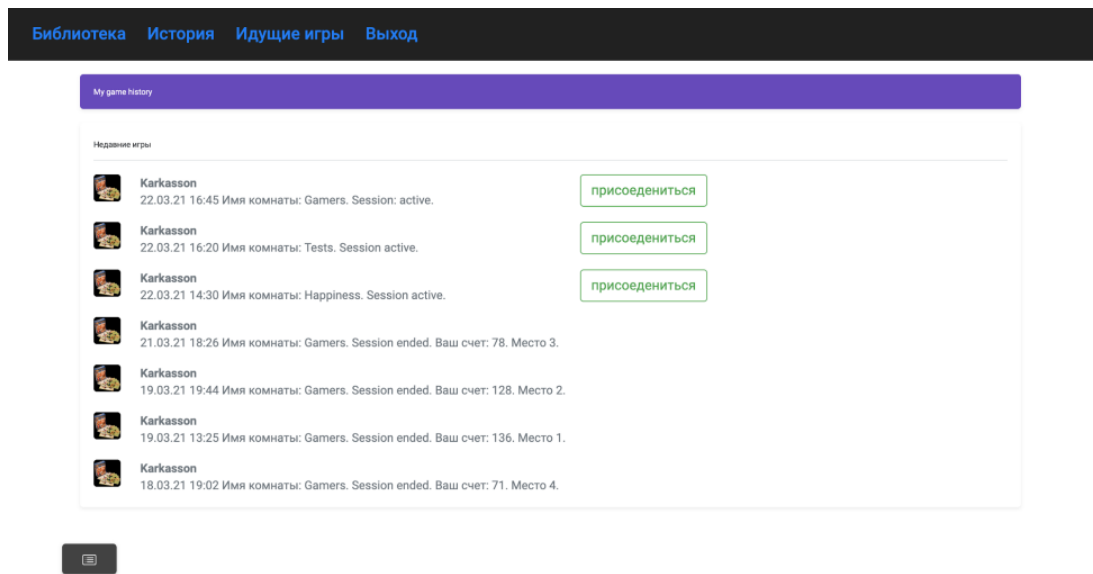 Библиотека История Идущие игры Выход
My game history
Недавние игры
Karkasson
22.03.21 16:45 Имя комнаты: Gamers. Session: active.
присоедениться
Karkasson
22.03.21 16:20 Имя комнаты: Tests. Session active.
присоедениться
Karkasson
22.03.21 14:30 Имя комнаты: Happiness. Session active.
присоедениться
Karkasson
21.03.21 18:26 Имя комнаты: Gamers. Session ended. Ваш счет: 78. Место 3.
Karkasson
19.03.21 19:44 Имя комнаты: Gamers. Session ended. Ваш счет: 128. Место 2.
Karkasson
19.03.21 13:25 Имя комнаты: Gamers. Session ended. Ваш счет: 136. Место 1.
Karkasson
18.03.21 19:02 Имя комнаты: Gamers. Session ended. Ваш счет: 71. Место 4.